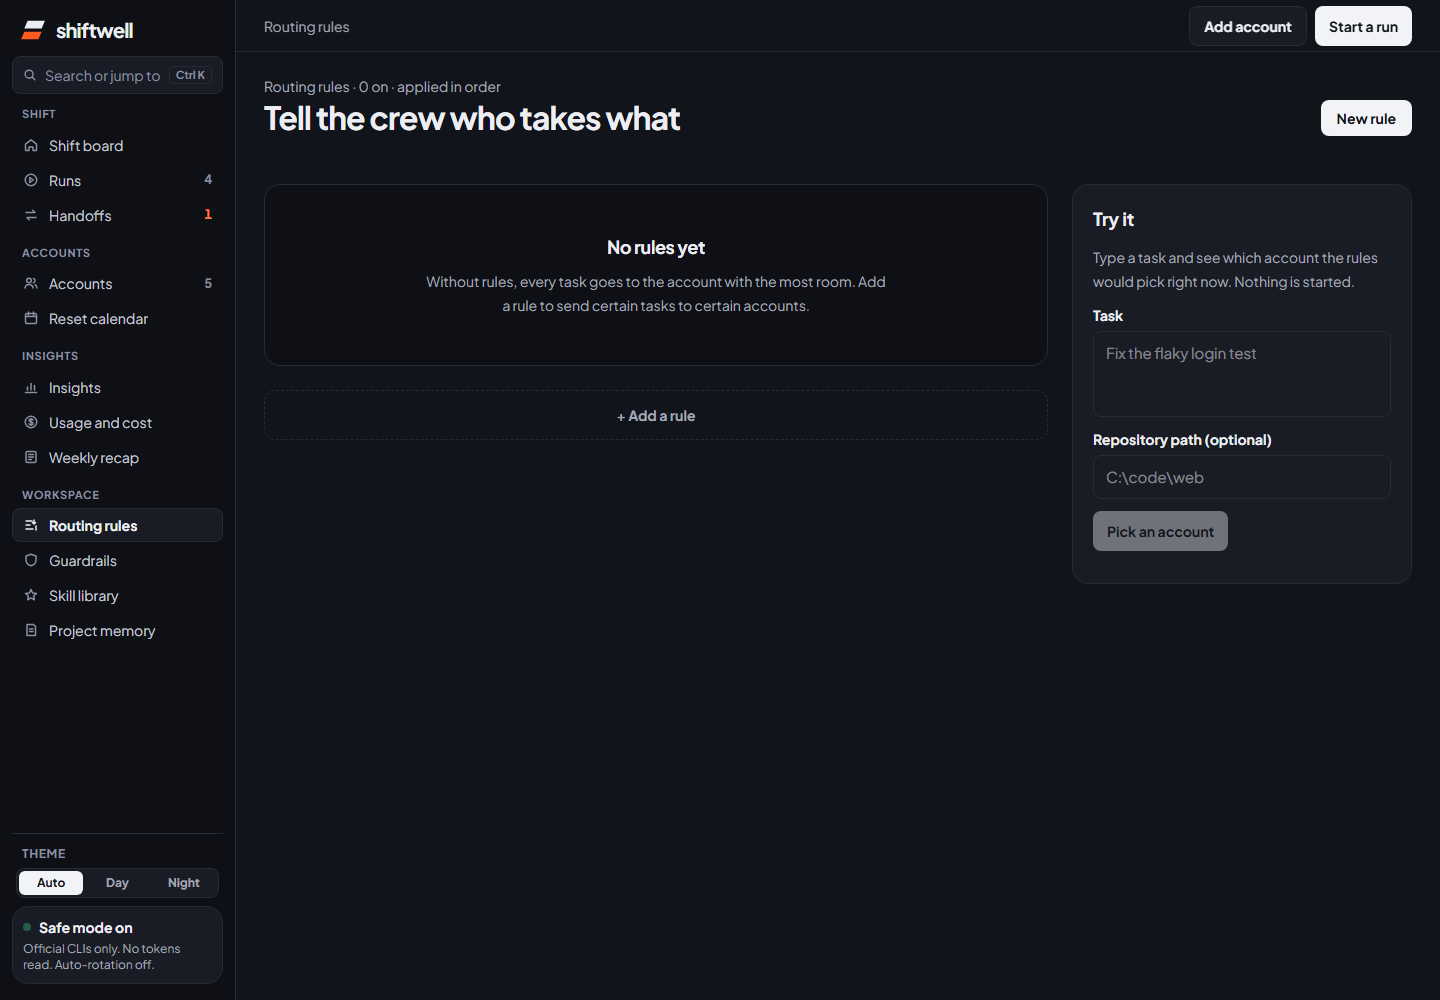 shiftwell
Search or jump to
Ctrl K
SHIFT
Shift board
Runs 4
Handoffs 1
ACCOUNTS
Accounts 5
Reset calendar
INSIGHTS
Insights
Usage and cost
Weekly recap
WORKSPACE
Routing rules
Guardrails
Skill library
Project memory
THEME
Auto Day Night
Safe mode on
Official CLIs only. No tokens
read. Auto-rotation off.
Routing rules
Add account
Start a run
Routing rules · 0 on · applied in order
Tell the crew who takes what
New rule
No rules yet
Without rules, every task goes to the account with the most room. Add
a rule to send certain tasks to certain accounts.
+ Add a rule
Try it
Type a task and see which account the rules
would pick right now. Nothing is started.
Task
Fix the flaky login test
Repository path (optional)
C:\code\web
Pick an account